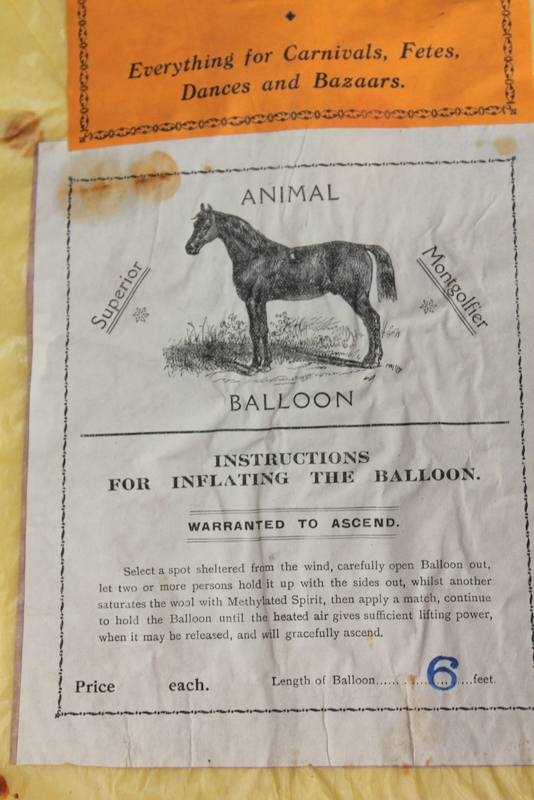 Everything for Carnivals, Fetes,
Dances and Bazaars.
ANIMAL
Superior
Montgolfier
BALLOON
INSTRUCTIONS
FOR INFLATING THE BALLOON.
WARRANTED TO ASCEND.
Select a spot sheltered from the wind, carefully open Balloon out,
let two or more persons hold it up with the sides out, whilst another
saturates the wool with Methylated Spirit, then apply a match, continue
to hold the Balloon until the heated air gives sufficient lifting power,
when it may be released, and will gracefully ascend.
Price each. Length of Balloon...... 6 ....feet.